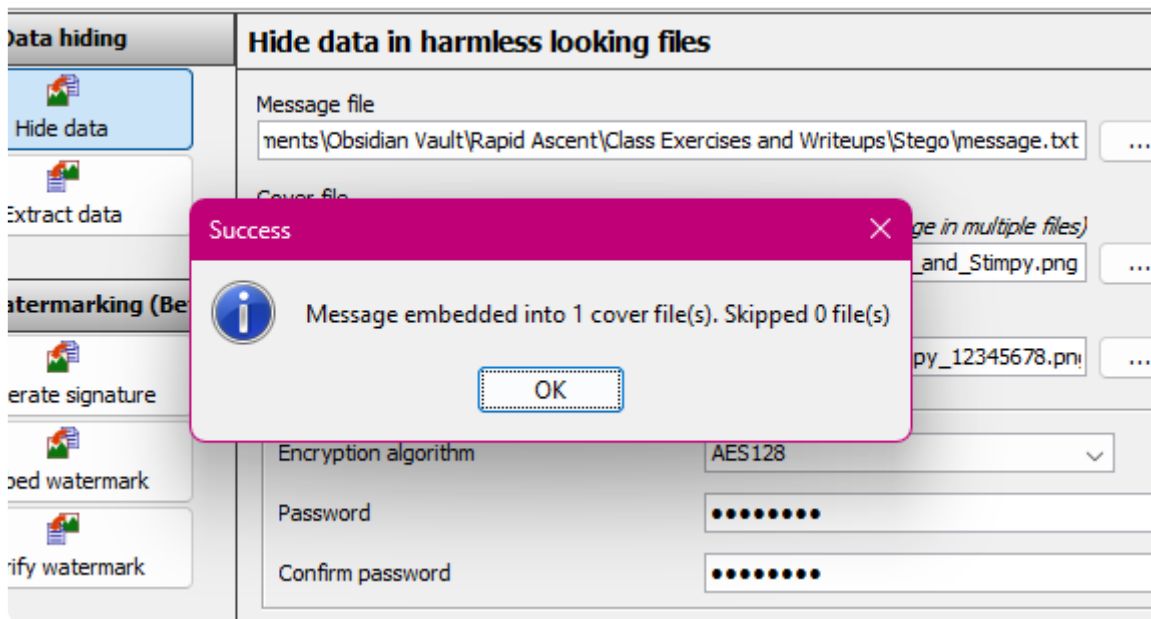 Data hiding
Hide data
Extract data
Watermarking (Be
erate signature
bed watermark
rify watermark
Hide data in harmless looking files
Message file
ments\Obsidian Vault\Rapid Ascent\Class Exercises and Writeups\Stego\message.txt
...
Cover file
ge in multiple files)
_and_Stimpy.png
...
py_12345678.png
...
Success
Message embedded into 1 cover file(s). Skipped 0 file(s)
OK
Encryption algorithm
AES128
Password
••••••••
Confirm password
••••••••